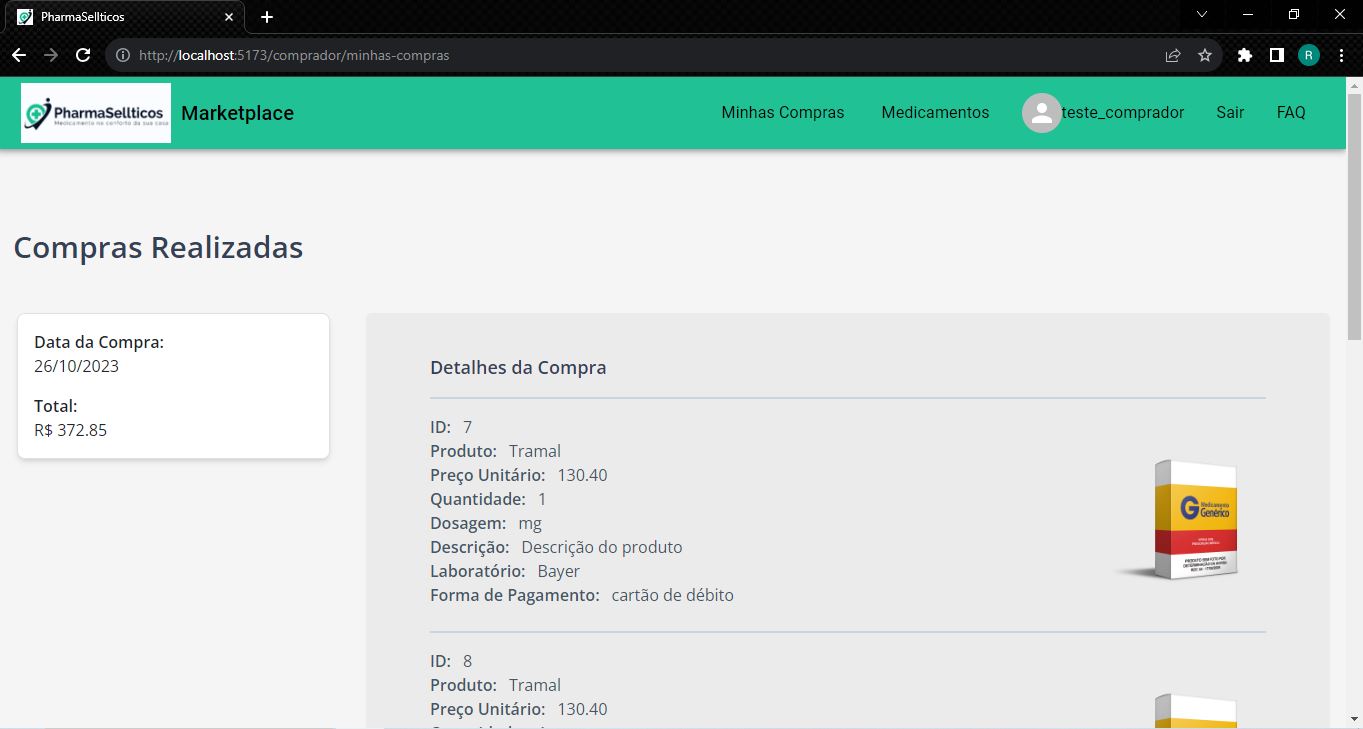 PharmaSellticos
http://localhost:5173/comprador/minhas-compras
R
PharmaSellticos
Medicamento no conforto da sua casa
Marketplace
Minhas Compras
Medicamentos
teste_comprador
Sair
FAQ
Compras Realizadas
Data da Compra:
26/10/2023
Total:
R$ 372.85
Detalhes da Compra
ID: 7
Produto: Tramal
Preço Unitário: 130.40
Quantidade: 1
Dosagem: mg
Descrição: Descrição do produto
Laboratório: Bayer
Forma de Pagamento: cartão de débito
G Medicamento
Genérico
ID: 8
Produto: Tramal
Preço Unitário: 130.40